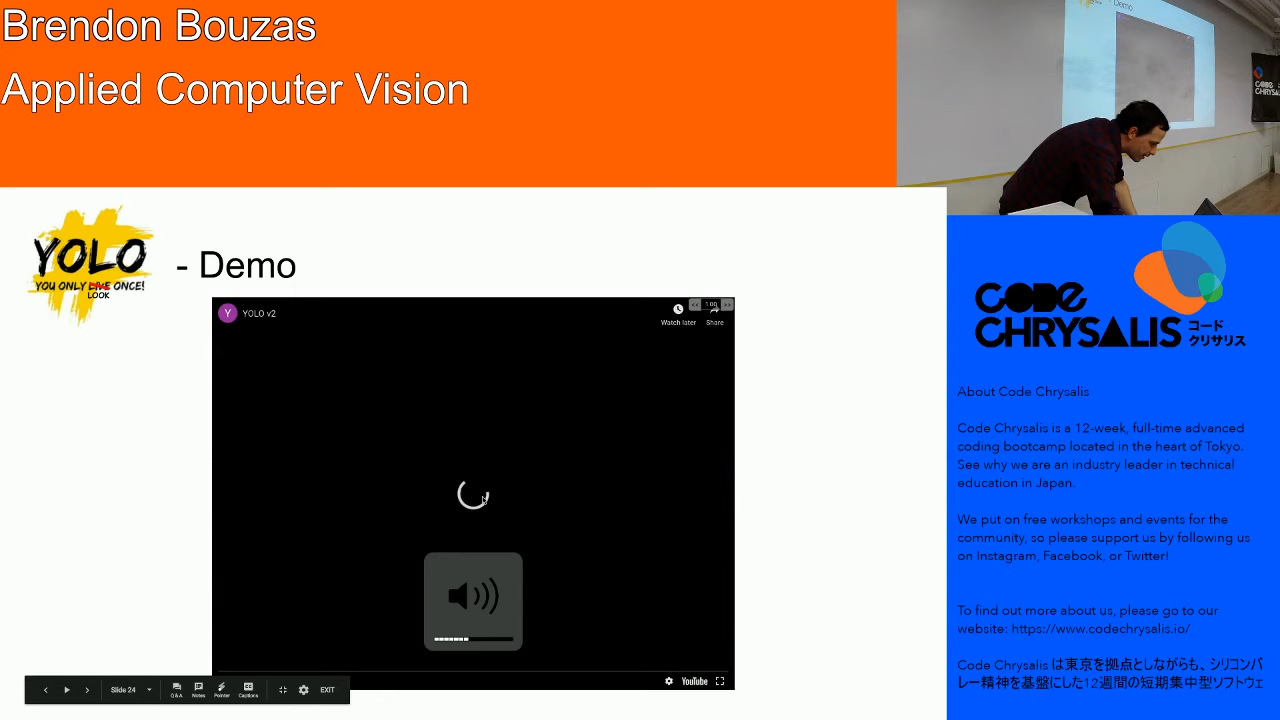 Brendon Bouzas
Applied Computer Vision
Demo
CODE
CHRYSALIS
YOLO
YOU ONLY LIVE ONCE!
LOOK
- Demo
Y
YOLO v2
<< 1.00 >>
Watch later
Share
YouTube
Slide 24
Q&A
Notes
Pointer
Captions
EXIT
CODE
CHRYSALIS
コード
クリサリス
About Code Chrysalis
Code Chrysalis is a 12-week, full-time advanced
coding bootcamp located in the heart of Tokyo.
See why we are an industry leader in technical
education in Japan.
We put on free workshops and events for the
community, so please support us by following us
on Instagram, Facebook, or Twitter!
To find out more about us, please go to our
website: https://www.codechrysalis.io/
Code Chrysalis は東京を拠点としながらも、シリコンバ
レー精神を基盤にした12週間の短期集中型ソフトウェ